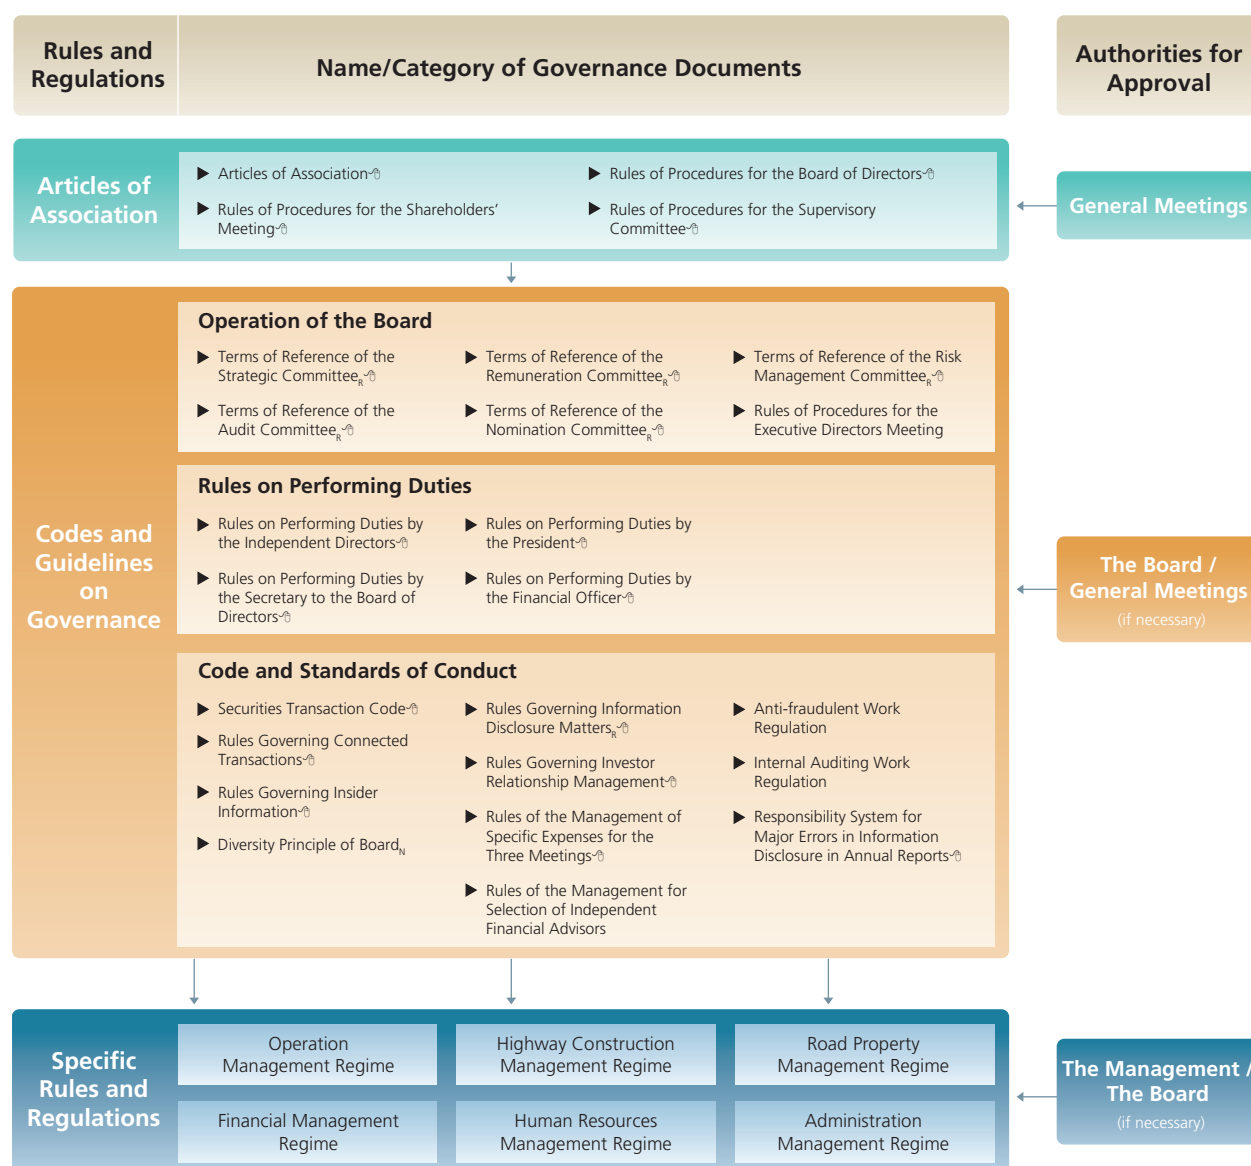 Rules and
Regulations
Name/Category of Governance Documents
Authorities for
Approval
Articles of
Association
▶ Articles of Association
▶ Rules of Procedures for the Shareholders'
Meeting
▶ Rules of Procedures for the Board of Directors
▶ Rules of Procedures for the Supervisory
Committee
General Meetings
Codes and
Guidelines
on
Governance
Operation of the Board
▶ Terms of Reference of the
Strategic Committee R
▶ Terms of Reference of the
Audit Committee R
▶ Terms of Reference of the
Remuneration Committee R
▶ Terms of Reference of the
Nomination Committee R
▶ Terms of Reference of the Risk
Management Committee R
▶ Rules of Procedures for the
Executive Directors Meeting
Rules on Performing Duties
▶ Rules on Performing Duties by
the Independent Directors
▶ Rules on Performing Duties by
the Secretary to the Board of
Directors
▶ Rules on Performing Duties by
the President
▶ Rules on Performing Duties by
the Financial Officer
Code and Standards of Conduct
▶ Securities Transaction Code
▶ Rules Governing Connected
Transactions
▶ Rules Governing Insider
Information
▶ Diversity Principle of Board N
▶ Rules Governing Information
Disclosure Matters R
▶ Rules Governing Investor
Relationship Management
▶ Rules of the Management of
Specific Expenses for the
Three Meetings
▶ Rules of the Management for
Selection of Independent
Financial Advisors
▶ Anti-fraudulent Work
Regulation
▶ Internal Auditing Work
Regulation
▶ Responsibility System for
Major Errors in Information
Disclosure in Annual Reports
The Board /
General Meetings
(if necessary)
Specific
Rules and
Regulations
Operation
Management Regime
Highway Construction
Management Regime
Road Property
Management Regime
Financial Management
Regime
Human Resources
Management Regime
Administration
Management Regime
The Management /
The Board
(if necessary)